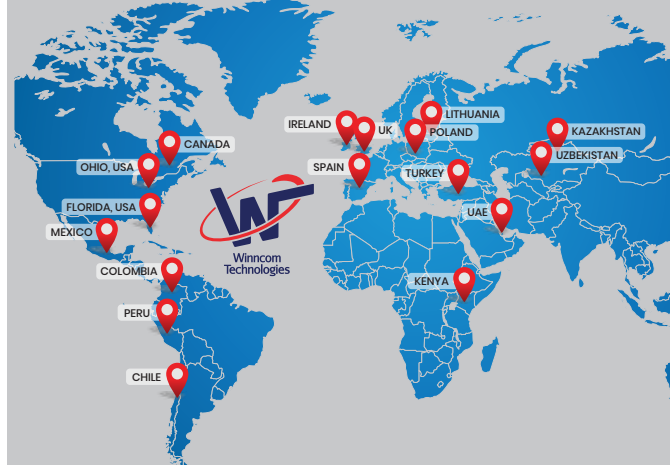 CANADA
OHIO, USA
FLORIDA, USA
MEXICO
COLOMBIA
PERU
CHILE
Winncom
Technologies
IRELAND
UK
LITHUANIA
POLAND
SPAIN
TURKEY
KAZAKHSTAN
UZBEKISTAN
UAE
KENYA